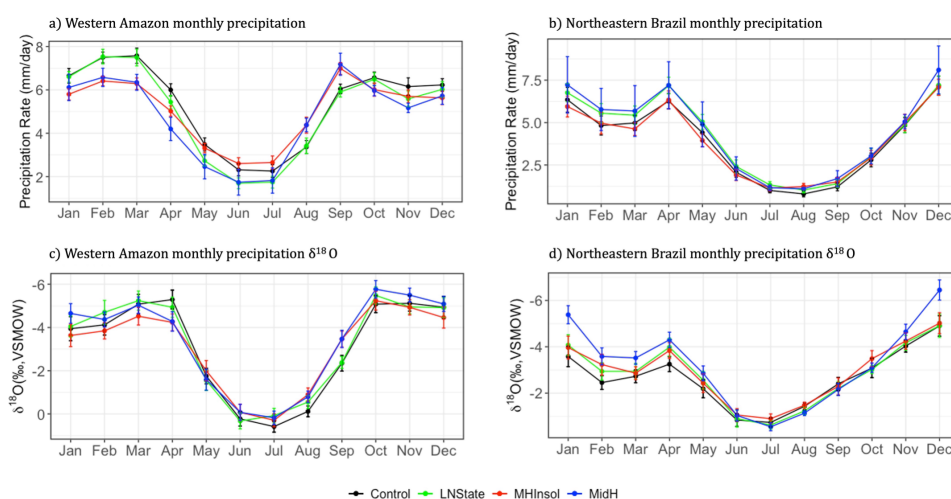 a) Western Amazon monthly precipitation
Precipitation Rate (mm/day)
8
6
4
2
Jan Feb Mar Apr May Jun Jul Aug Sep Oct Nov Dec
b) Northeastern Brazil monthly precipitation
Precipitation Rate (mm/day)
7.5
5.0
2.5
Jan Feb Mar Apr May Jun Jul Aug Sep Oct Nov Dec
c) Western Amazon monthly precipitation δ¹⁸O
δ¹⁸O(‰,VSMOW)
-6
-4
-2
0
Jan Feb Mar Apr May Jun Jul Aug Sep Oct Nov Dec
d) Northeastern Brazil monthly precipitation δ¹⁸O
δ¹⁸O(‰,VSMOW)
-6
-4
-2
Jan Feb Mar Apr May Jun Jul Aug Sep Oct Nov Dec
Control LNState MHInsol MidH